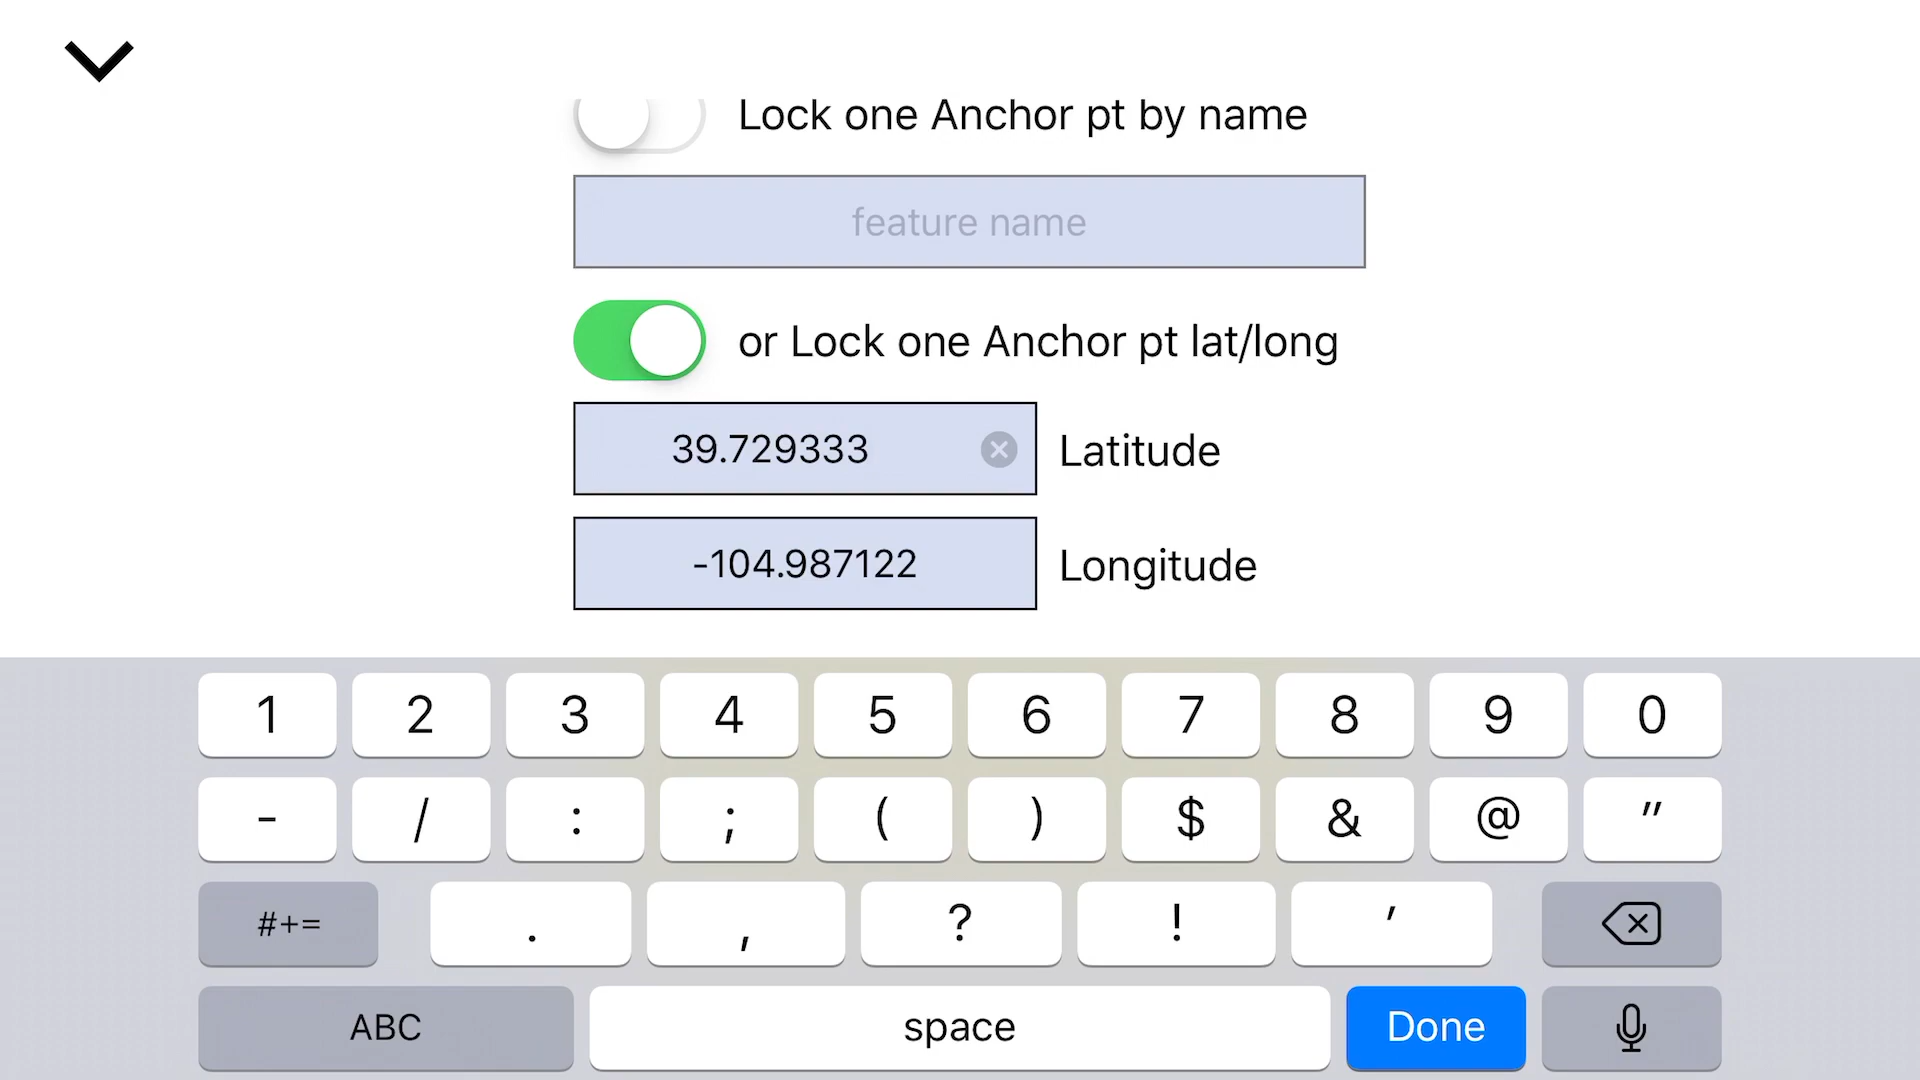 Lock one Anchor pt by name
feature name
or Lock one Anchor pt lat/long
39.729333 Latitude
-104.987122 Longitude
1 2 3 4 5 6 7 8 9 0
- / : ; ( ) $ & @ "
#+= . , ? ! '
ABC space Done